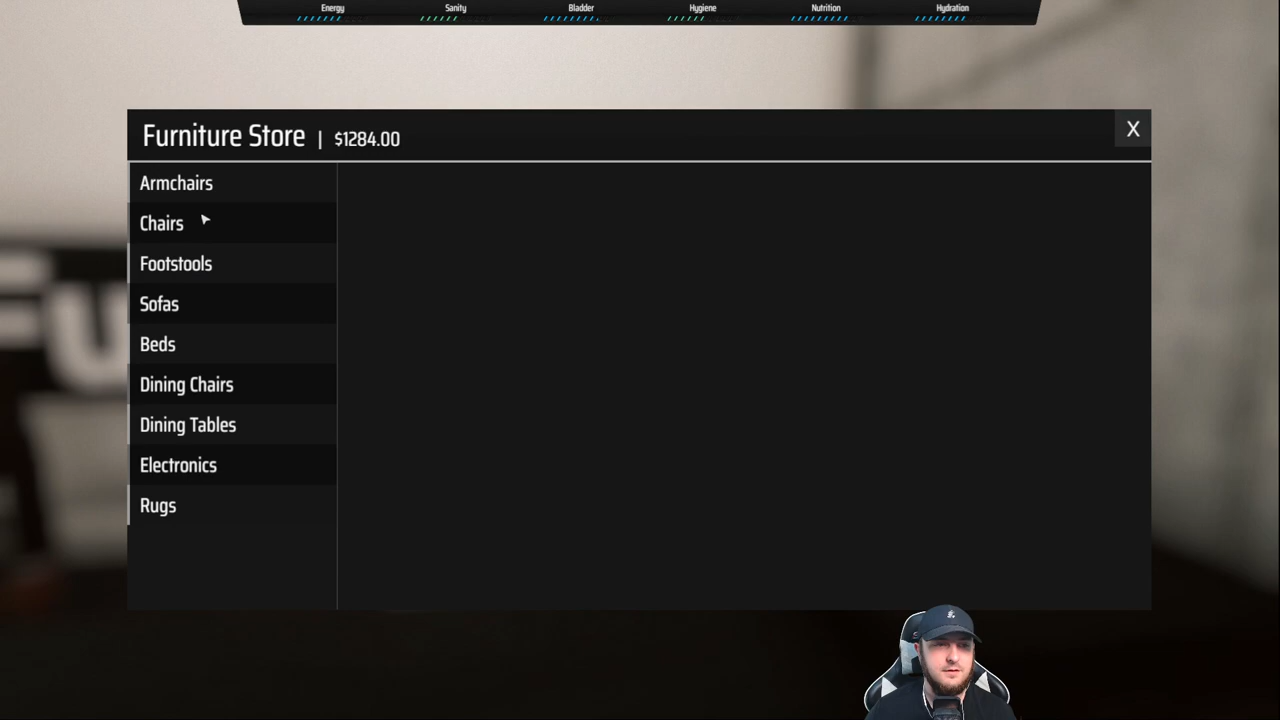 Energy
Sanity
Bladder
Hygiene
Nutrition
Hydration
Furniture Store | $1284.00
X
Armchairs
Chairs
Footstools
Sofas
Beds
Dining Chairs
Dining Tables
Electronics
Rugs
Fu